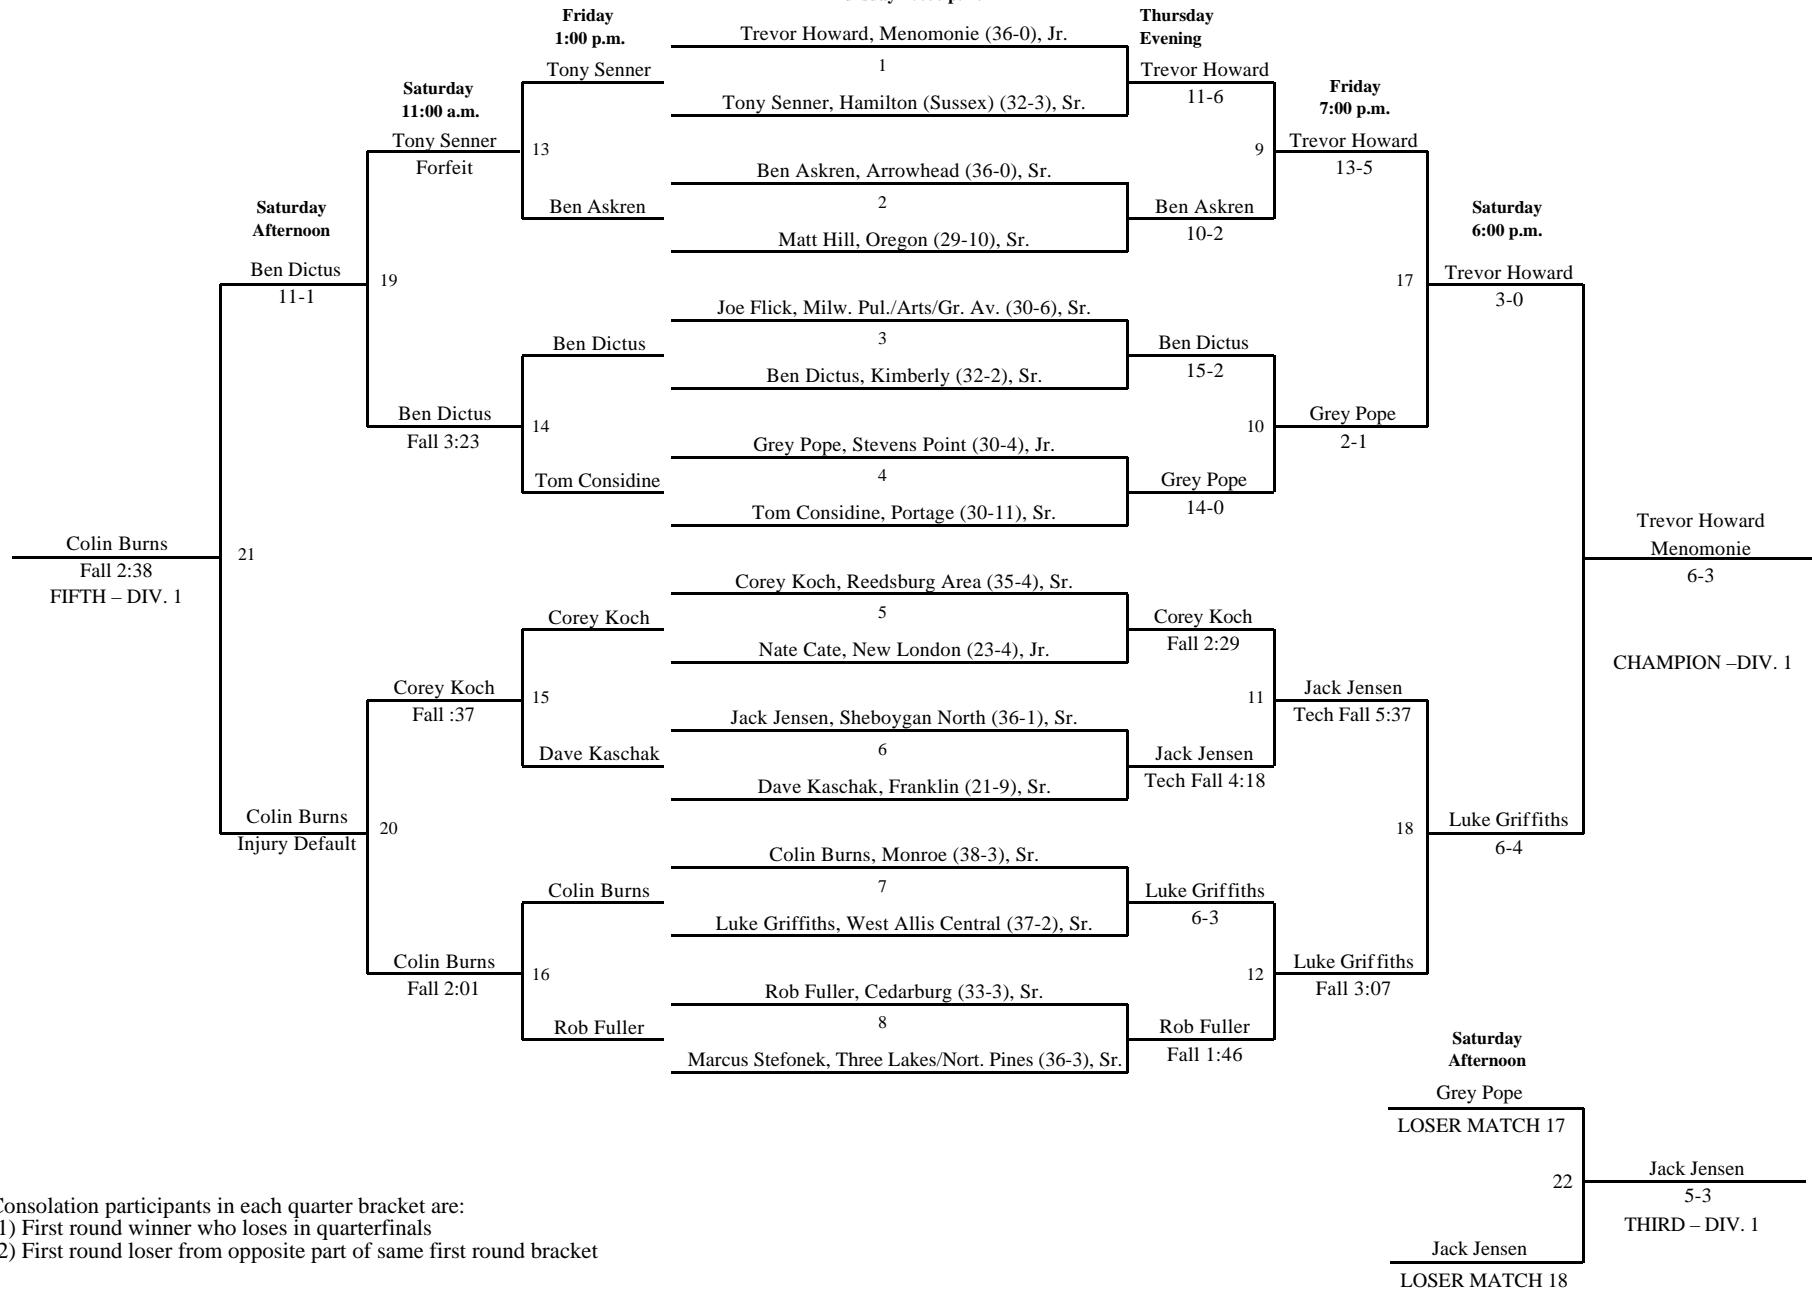 Friday
1:00 p.m.
Thursday
Evening
Trevor Howard, Menomonie (36-0), Jr.
Tony Senner
1
Trevor Howard
Saturday
11:00 a.m.
Tony Senner, Hamilton (Sussex) (32-3), Sr.
11-6
Friday
7:00 p.m.
Tony Senner
Forfeit
13
9
Trevor Howard
13-5
Ben Askren, Arrowhead (36-0), Sr.
Saturday
Afternoon
Ben Askren
2
Ben Askren
10-2
Saturday
6:00 p.m.
Matt Hill, Oregon (29-10), Sr.
Ben Dictus
11-1
19
17
Trevor Howard
3-0
Joe Flick, Milw. Pul./Arts/Gr. Av. (30-6), Sr.
Ben Dictus
3
Ben Dictus
15-2
Ben Dictus, Kimberly (32-2), Sr.
Ben Dictus
Fall 3:23
14
10
Grey Pope
2-1
Grey Pope, Stevens Point (30-4), Jr.
Tom Considine
4
Grey Pope
14-0
Tom Considine, Portage (30-11), Sr.
Colin Burns
Fall 2:38
FIFTH – DIV. 1
21
Trevor Howard
Menomonie
6-3
CHAMPION –DIV. 1
Corey Koch, Reedsburg Area (35-4), Sr.
Corey Koch
5
Corey Koch
Fall 2:29
Nate Cate, New London (23-4), Jr.
Corey Koch
Fall :37
15
11
Jack Jensen
Tech Fall 5:37
Jack Jensen, Sheboygan North (36-1), Sr.
Dave Kaschak
6
Jack Jensen
Tech Fall 4:18
Dave Kaschak, Franklin (21-9), Sr.
Colin Burns
Injury Default
20
18
Luke Griffiths
6-4
Colin Burns, Monroe (38-3), Sr.
Colin Burns
7
Luke Griffiths
6-3
Luke Griffiths, West Allis Central (37-2), Sr.
Colin Burns
Fall 2:01
16
12
Luke Griffiths
Fall 3:07
Rob Fuller, Cedarburg (33-3), Sr.
Rob Fuller
8
Rob Fuller
Fall 1:46
Marcus Stefonek, Three Lakes/Nort. Pines (36-3), Sr.
Saturday
Afternoon
Grey Pope
LOSER MATCH 17
22
Jack Jensen
5-3
THIRD – DIV. 1
Jack Jensen
LOSER MATCH 18
Consolation participants in each quarter bracket are:
1) First round winner who loses in quarterfinals
2) First round loser from opposite part of same first round bracket